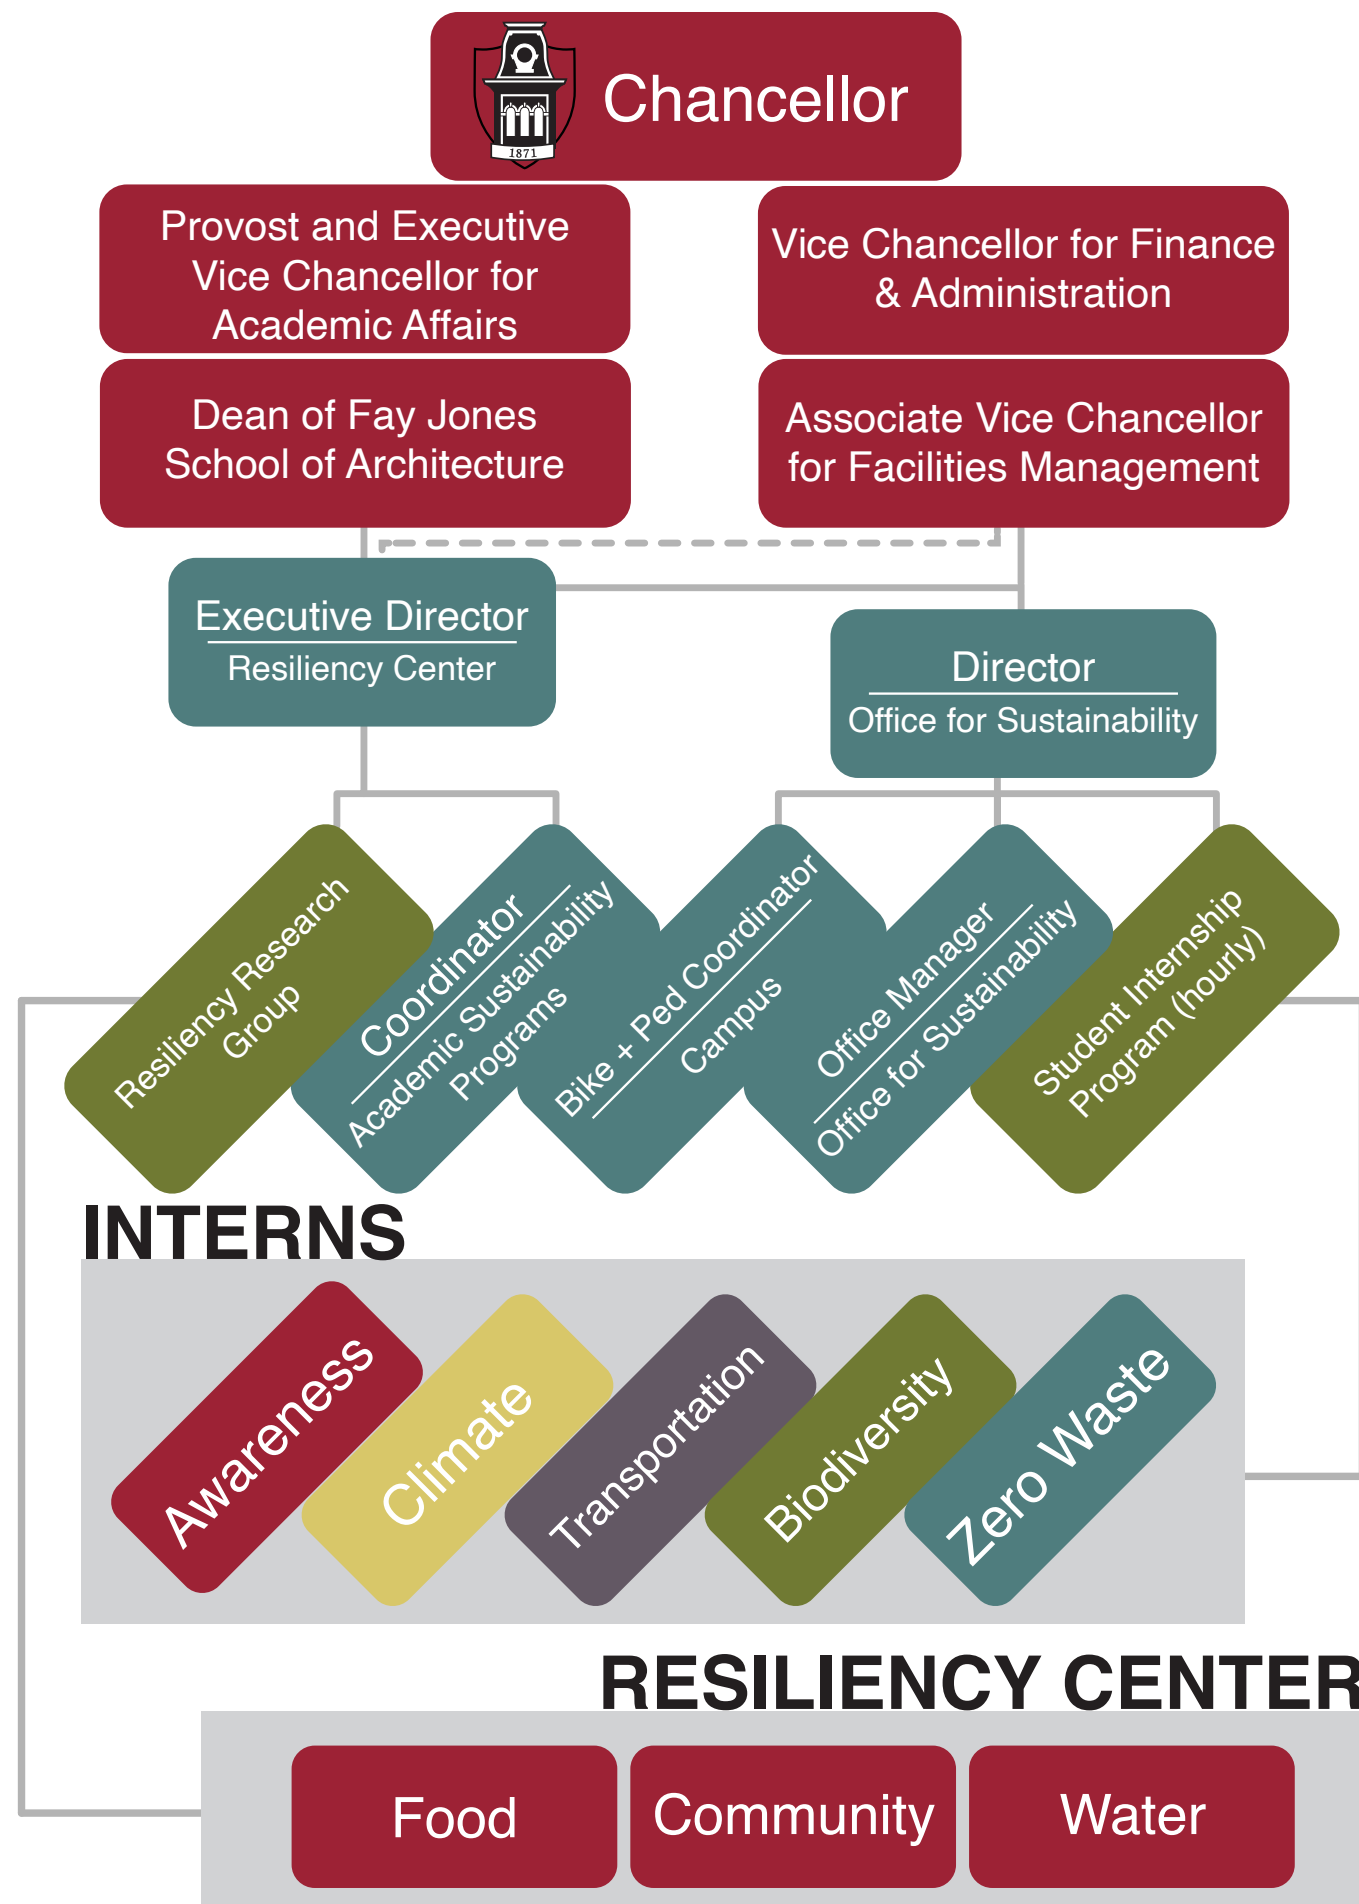 1871
Chancellor
Provost and Executive
Vice Chancellor for
Academic Affairs
Vice Chancellor for Finance
& Administration
Dean of Fay Jones
School of Architecture
Associate Vice Chancellor
for Facilities Management
Executive Director
Resiliency Center
Director
Office for Sustainability
Resiliency Research
Group
Coordinator
Academic Sustainability
Programs
Bike + Ped Coordinator
Campus
Office Manager
Office for Sustainability
Student Internship
Program (hourly)
INTERNS
Awareness
Climate
Transportation
Biodiversity
Zero Waste
RESILIENCY CENTER
Food
Community
Water